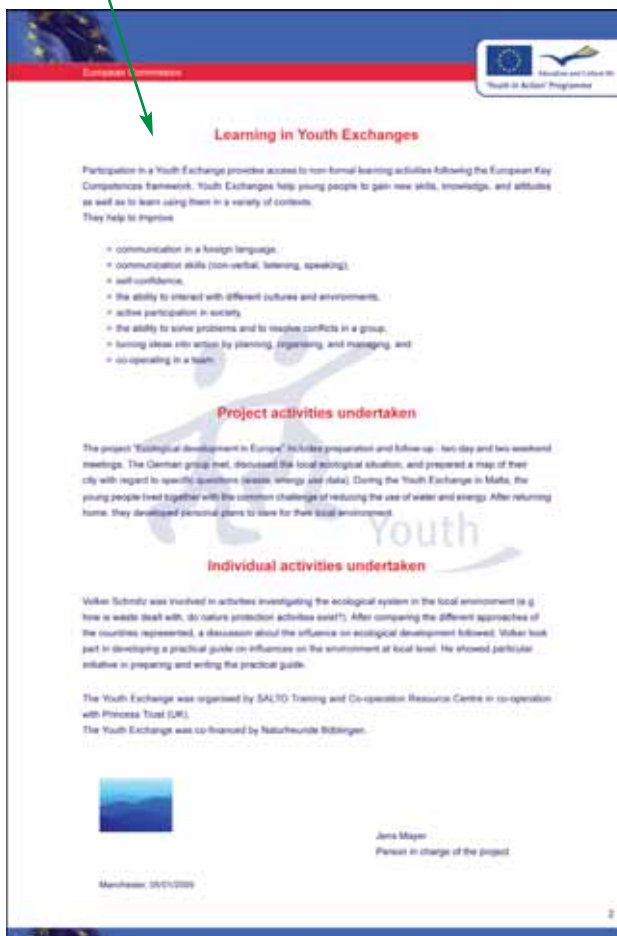 European Commission
Education and Culture DG
'Youth in Action' Programme
Learning in Youth Exchanges
Participation in a Youth Exchange provides access to non-formal learning activities following the European Key
Competences framework. Youth Exchanges help young people to gain new skills, knowledge, and attitudes
as well as to learn using them in a variety of contexts.
They help to improve
communication in a foreign language,
communication skills (non-verbal, listening, speaking),
self-confidence,
the ability to interact with different cultures and environments,
active participation in society,
the ability to solve problems and to resolve conflicts in a group,
turning ideas into action by planning, organising, and managing, and
co-operating in a team.
Project activities undertaken
The project "Ecological development in Europe" includes preparation and follow-up - two day and two weekend
meetings. The German group met, discussed the local ecological situation, and prepared a map of their
city with regard to specific questions (waste, energy use data). During the Youth Exchange in Malta, the
young people lived together with the common challenge of reducing the use of water and energy. After returning
home, they developed personal plans to care for their local environment.
Youth
Individual activities undertaken
Volker Schmitz was involved in activities investigating the ecological system in the local environment (e.g.
how is waste dealt with, do nature protection activities exist?). After comparing the different approaches of
the countries represented, a discussion about the influence on ecological development followed. Volker took
part in developing a practical guide on influences on the environment at local level. He showed particular
initiative in preparing and writing the practical guide.
The Youth Exchange was organised by SALTO Training and Co-operation Resource Centre in co-operation
with Princess Trust (UK).
The Youth Exchange was co-financed by Naturfreunde Böblingen.
Jens Mayer
Person in charge of the project
Manchester, 05/01/2009
2